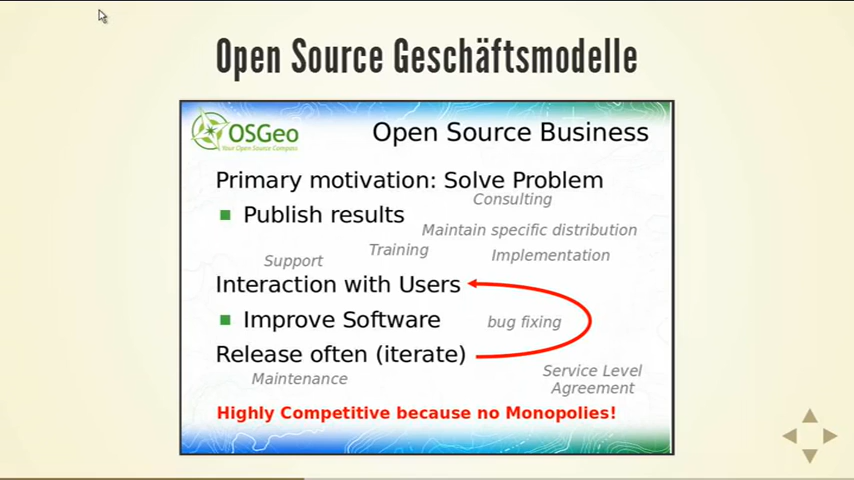 Open Source Geschäftsmodelle
OSGeo
Your Open Source Compass
Open Source Business
Primary motivation: Solve Problem
Consulting
Publish results
Maintain specific distribution
Training
Implementation
Support
Interaction with Users
Improve Software
bug fixing
Release often (iterate)
Service Level
Agreement
Maintenance
Highly Competitive because no Monopolies!